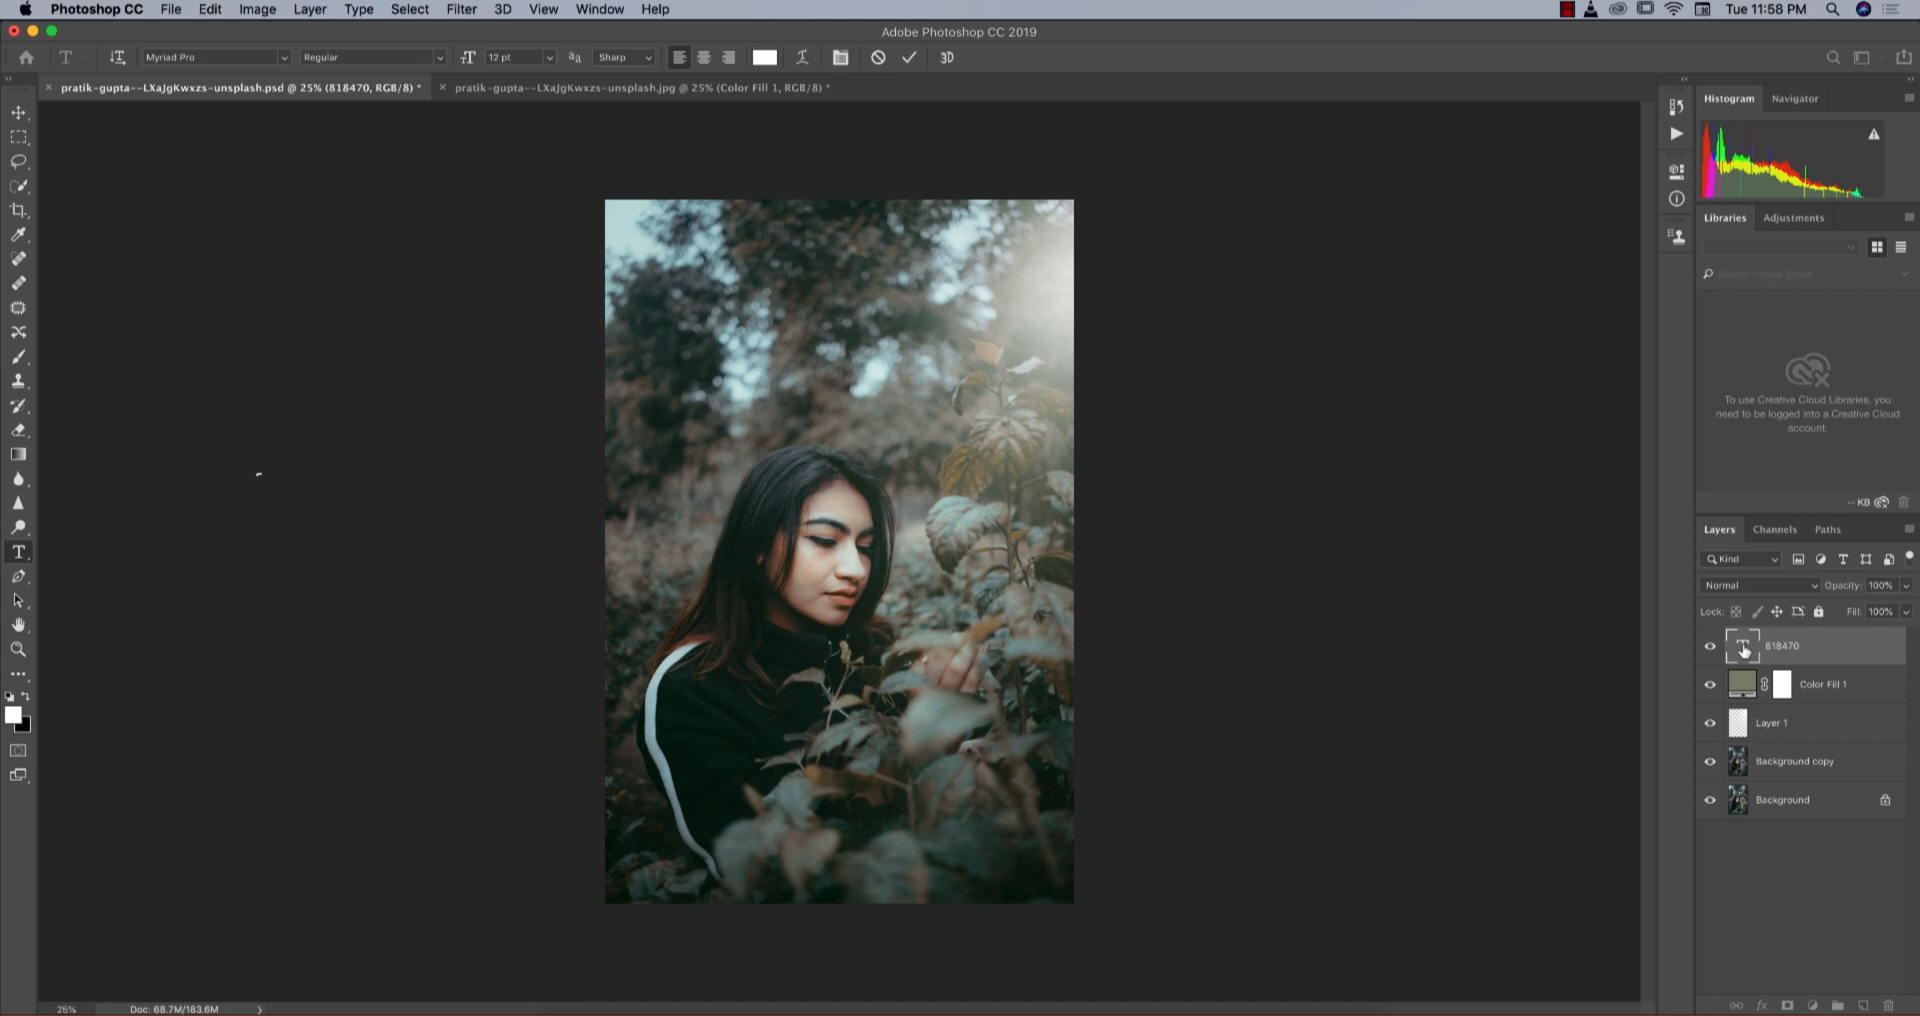 Photoshop CC File Edit Image Layer Type Select Filter 3D View Window Help Tue 11:58 PM
Adobe Photoshop CC 2019
Myriad Pro Regular 12 pt Sharp 3D
pratik-gupta--LXaJgKwxzs-unsplash.psd @ 25% (818470, RGB/8) *
pratik-gupta--LXaJgKwxzs-unsplash.jpg @ 25% (Color Fill 1, RGB/8) *
Histogram Navigator
Libraries Adjustments
Search Adobe Stock
To use Creative Cloud Libraries, you
need to be logged into a Creative Cloud
account.
-- KB
Layers Channels Paths
Kind
Normal Opacity: 100%
Lock: Fill: 100%
818470
Color Fill 1
Layer 1
Background copy
Background
25% Doc: 68.7M/183.6M